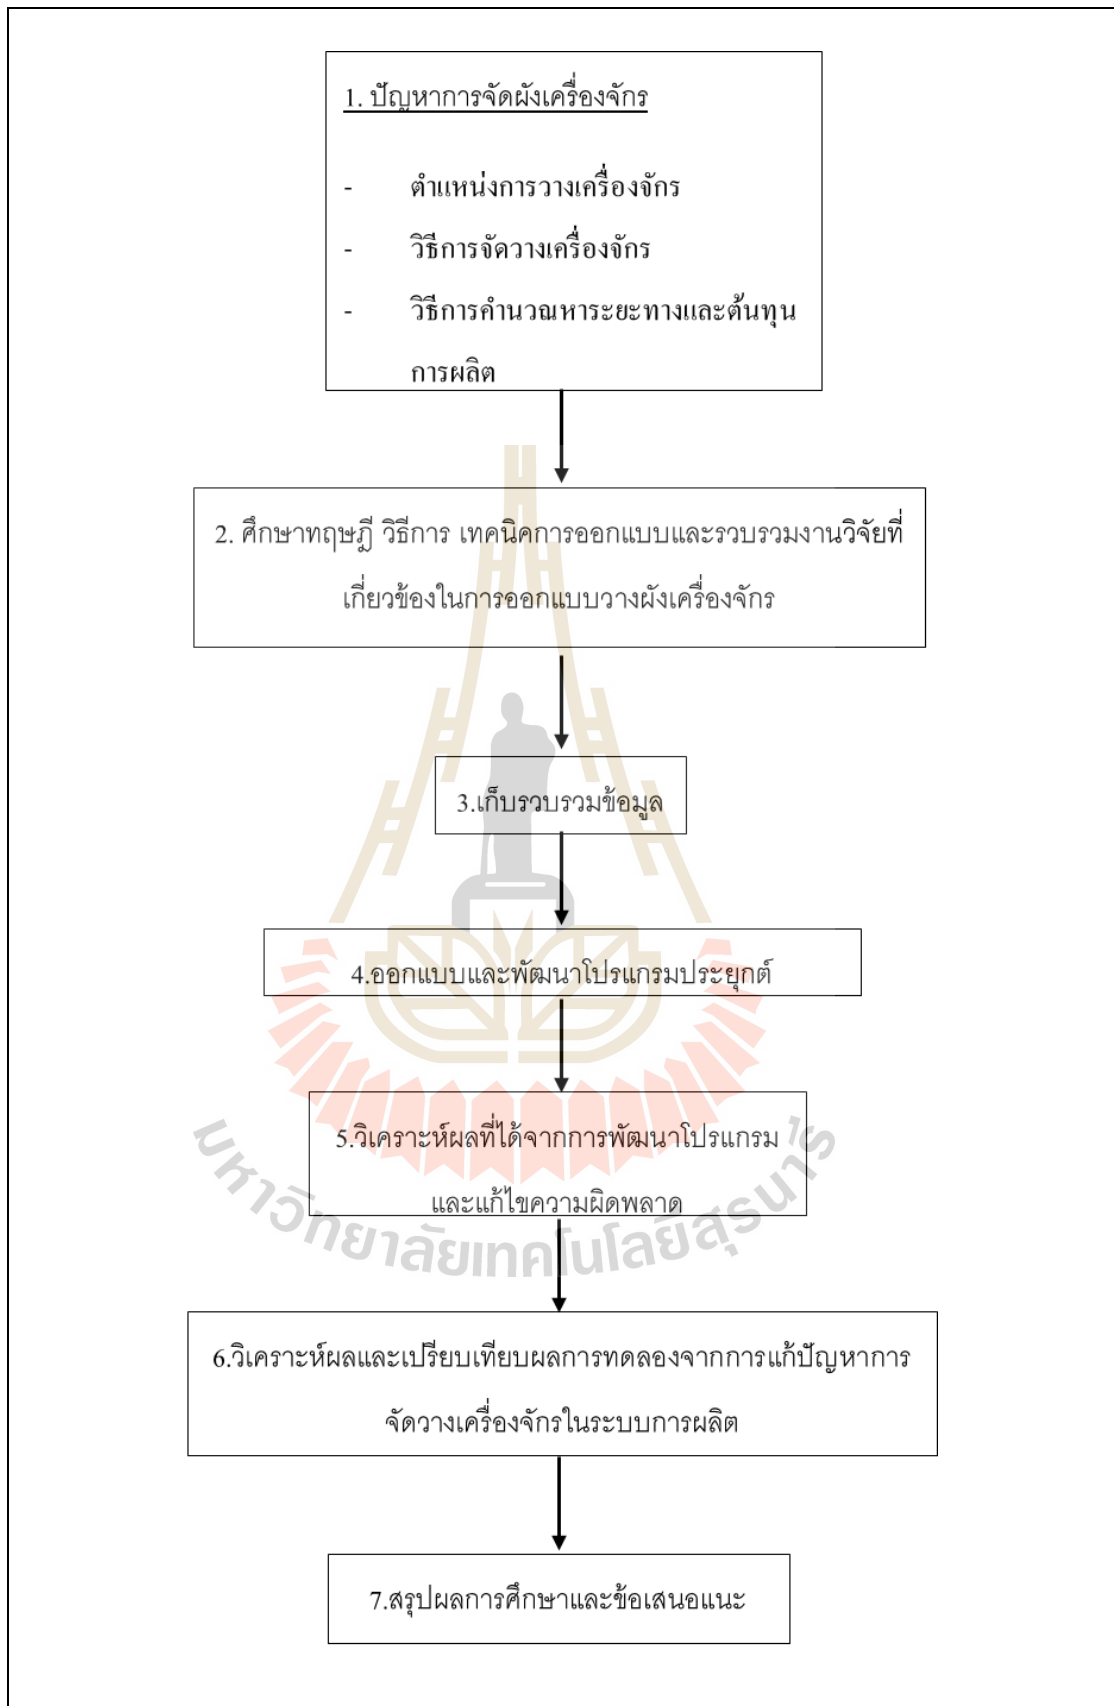 1. ปัญหาการจัดผังเครื่องจักร
- ตำแหน่งการวางเครื่องจักร
- วิธีการจัดวางเครื่องจักร
- วิธีการคำนวณหาระยะทางและต้นทุน
การผลิต
2. ศึกษาทฤษฎี วิธีการ เทคนิคการออกแบบและรวบรวมงานวิจัยที่
เกี่ยวข้องในการออกแบบวางผังเครื่องจักร
3.เก็บรวบรวมข้อมูล
4.ออกแบบและพัฒนาโปรแกรมประยุกต์
5.วิเคราะห์ผลที่ได้จากการพัฒนาโปรแกรม
และแก้ไขความผิดพลาด
มหาวิทยาลัยเทคโนโลยีสุรนารี
6.วิเคราะห์ผลและเปรียบเทียบผลการทดลองจากการแก้ปัญหาการ
จัดวางเครื่องจักรในระบบการผลิต
7.สรุปผลการศึกษาและข้อเสนอแนะ